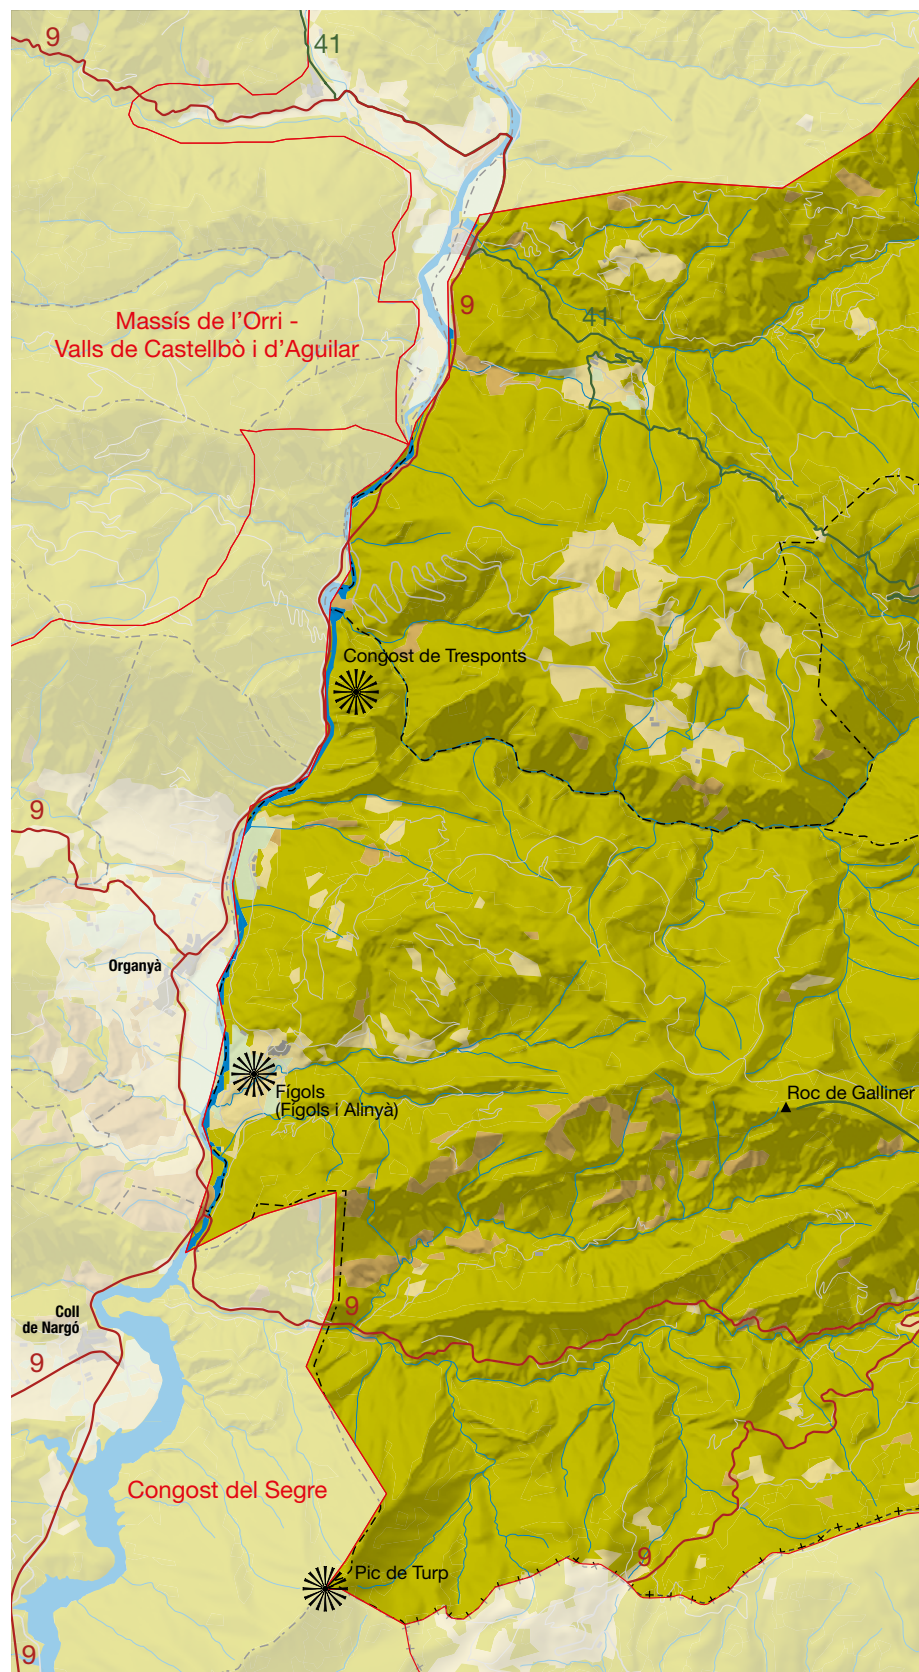 9
41
9
41
Massís de l'Orri -
Valls de Castellbò i d'Aguilar
Congost de Tresponts
9
Organyà
Fígols
(Fígols i Alinyà)
Roc de Galliner
9
Coll
de Nargó
9
Congost del Segre
9
Pic de Turp
9